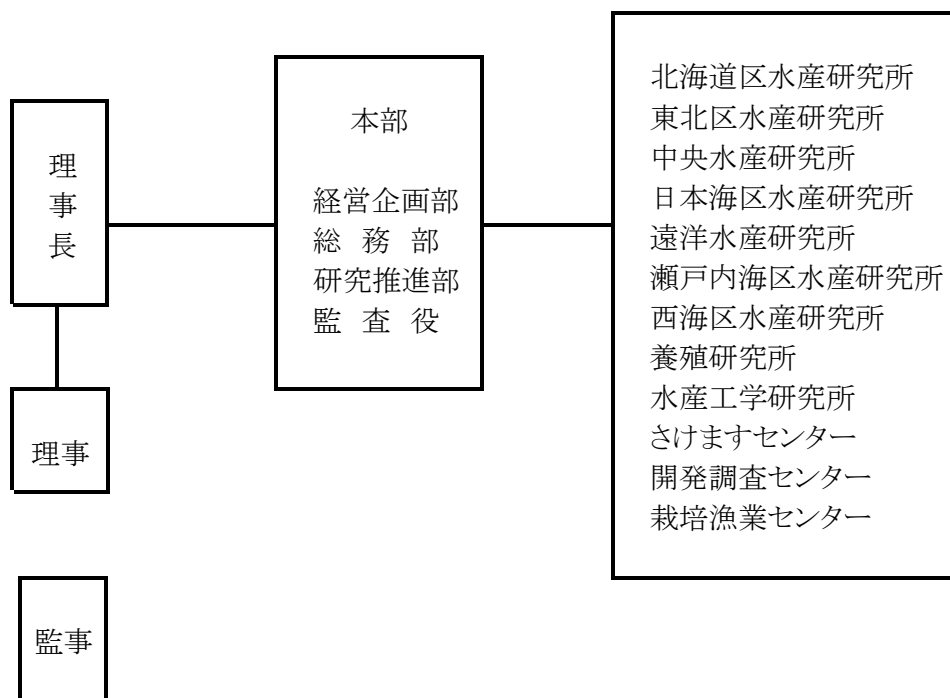 理事長
理事
監事
本部
経営企画部
総務部
研究推進部
監査役
北海道区水産研究所
東北区水産研究所
中央水産研究所
日本海区水産研究所
遠洋水産研究所
瀬戸内海区水産研究所
西海区水産研究所
養殖研究所
水産工学研究所
さけますセンター
開発調査センター
栽培漁業センター